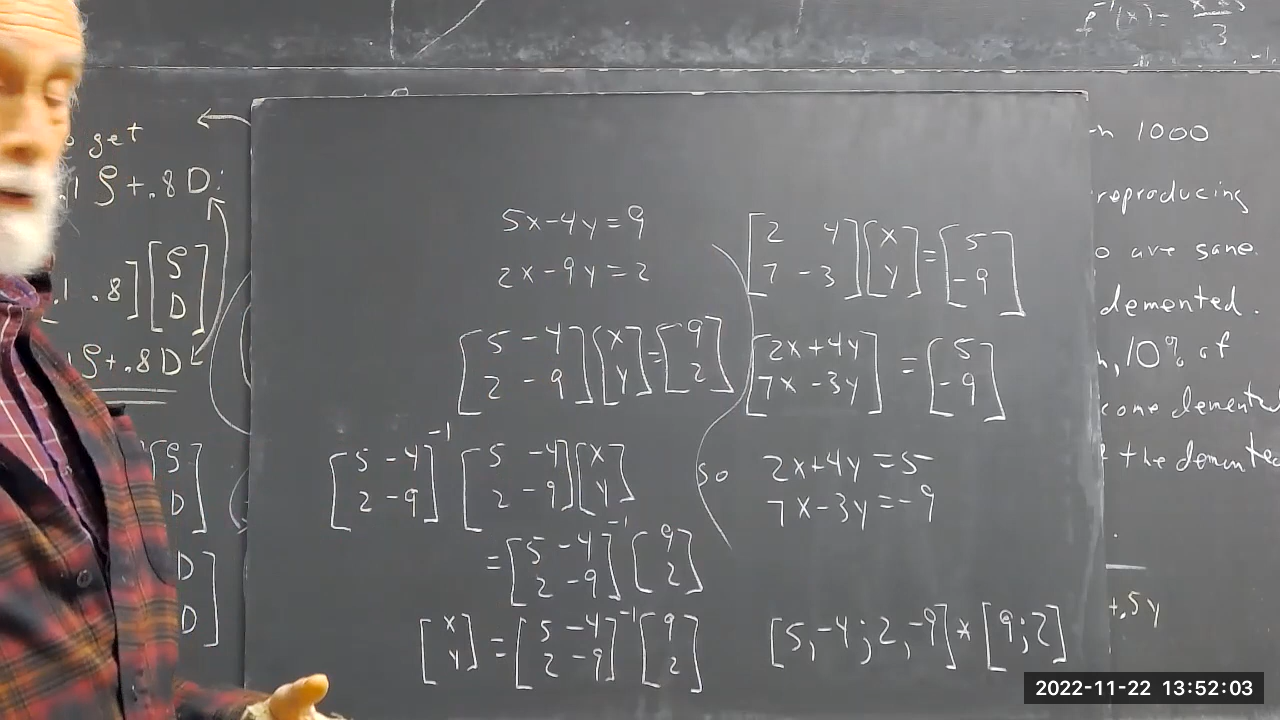 f⁻¹(x)=
3
get
.1 S+.8D:
.1 .8][S
D]
.1 S+.8D
[S
D]
D
D]
5x-4y=9
2x-9y=2
[5 -4
2 -9][x
y]=[9
2]
[5 -4
2 -9]⁻¹[5 -4
2 -9][x
y]
=[5 -4
2 -9]⁻¹[9
2]
[x
y]=[5 -4
2 -9]⁻¹[9
2]
[2 4
7 -3][x
y]=[5
-9]
[2x+4y
7x-3y]=[5
-9]
so 2x+4y=5
7x-3y=-9
[5,-4;2,-9]*[9;2]
1000
reproducing
are sane.
demented.
10% of
demented
the demented
+.5y
2022-11-22 13:52:03